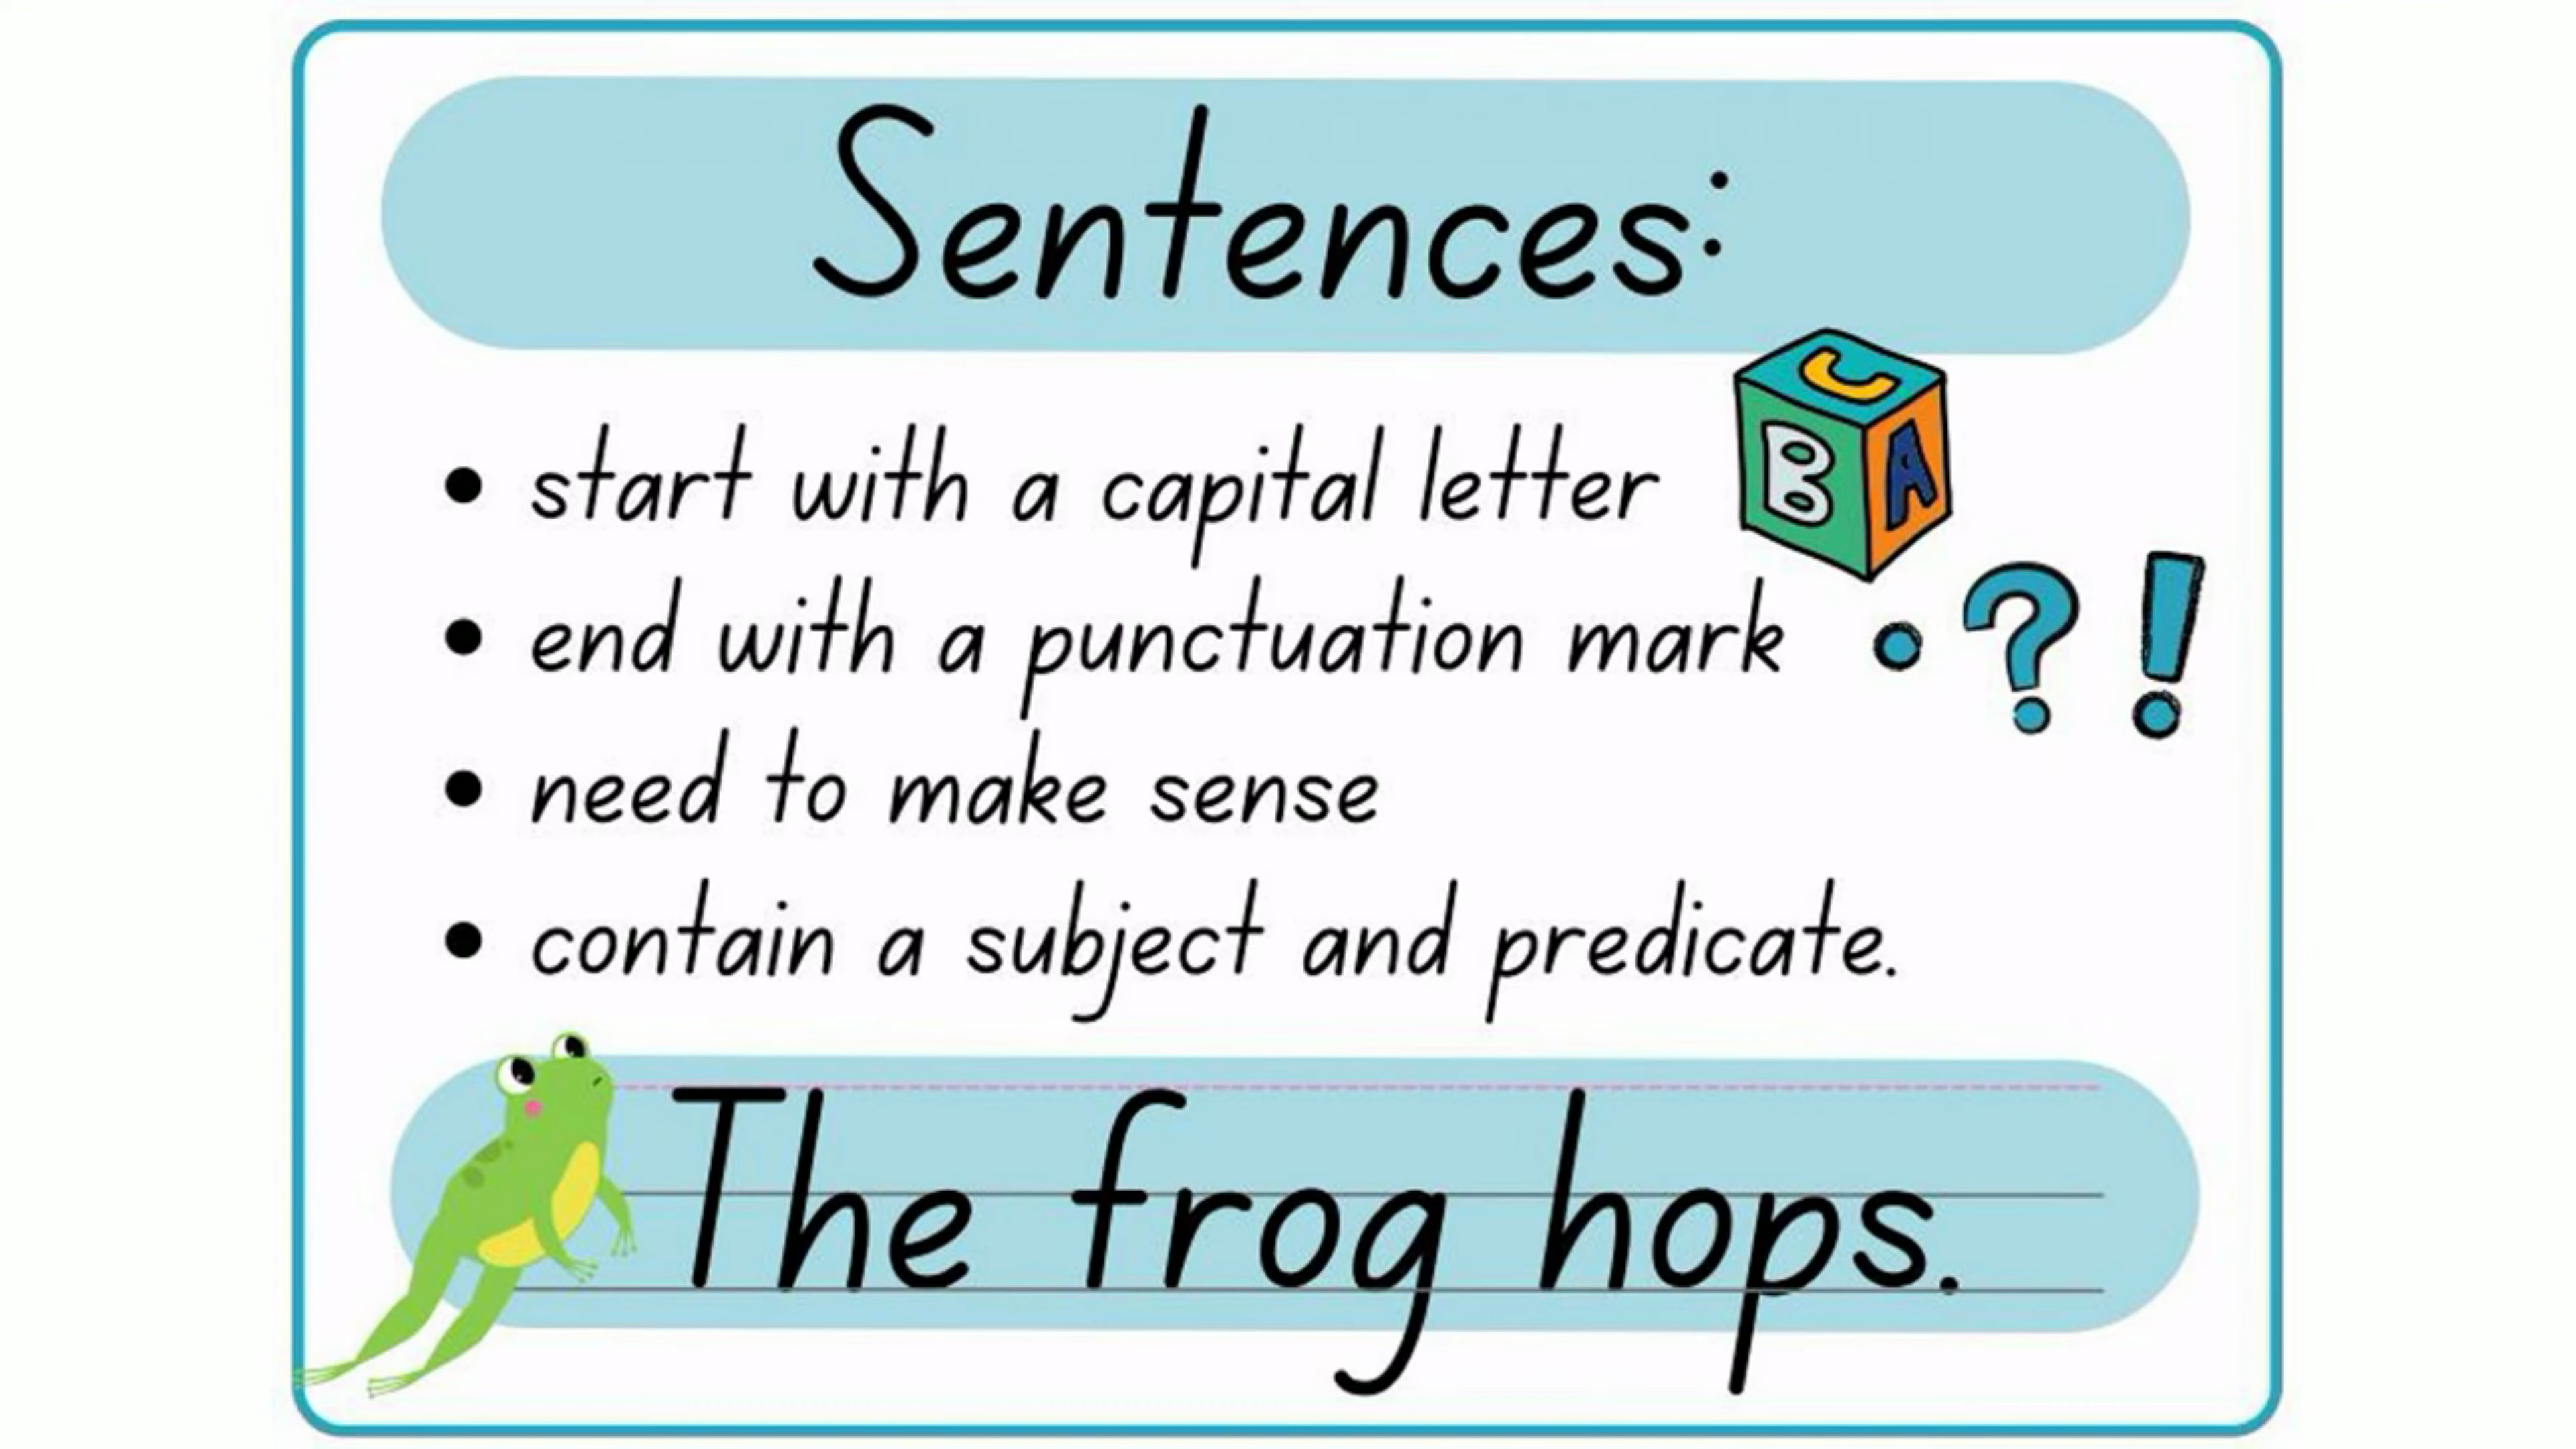 Sentences:
C
B A
• start with a capital letter
• end with a punctuation mark . ? !
• need to make sense
• contain a subject and predicate.
The frog hops.